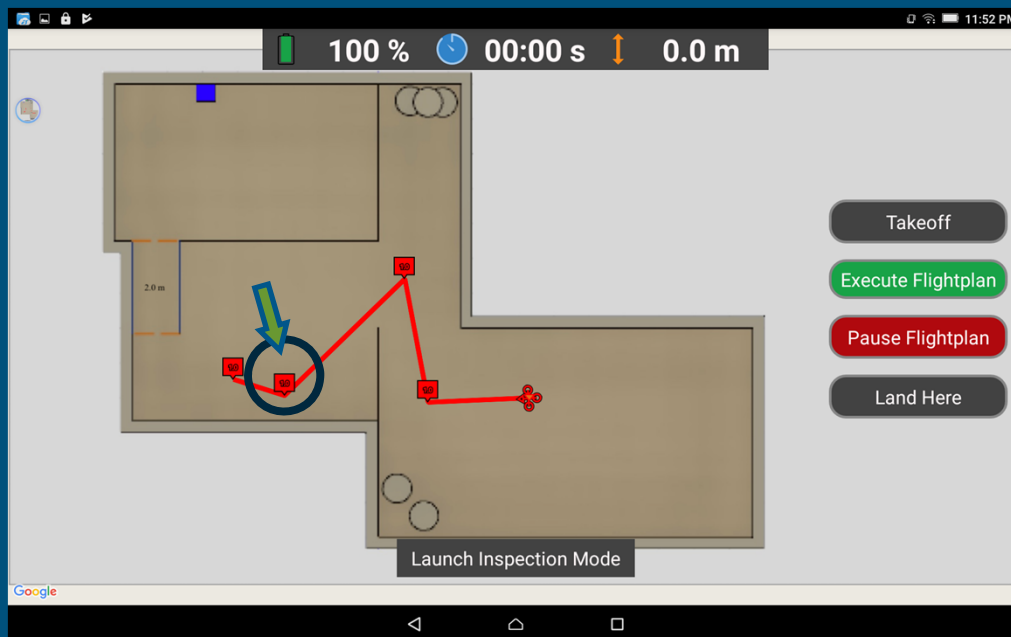 11:52 PM
100 %
00:00 s
0.0 m
2.0 m
Takeoff
Execute Flightplan
Pause Flightplan
Land Here
Launch Inspection Mode
Google